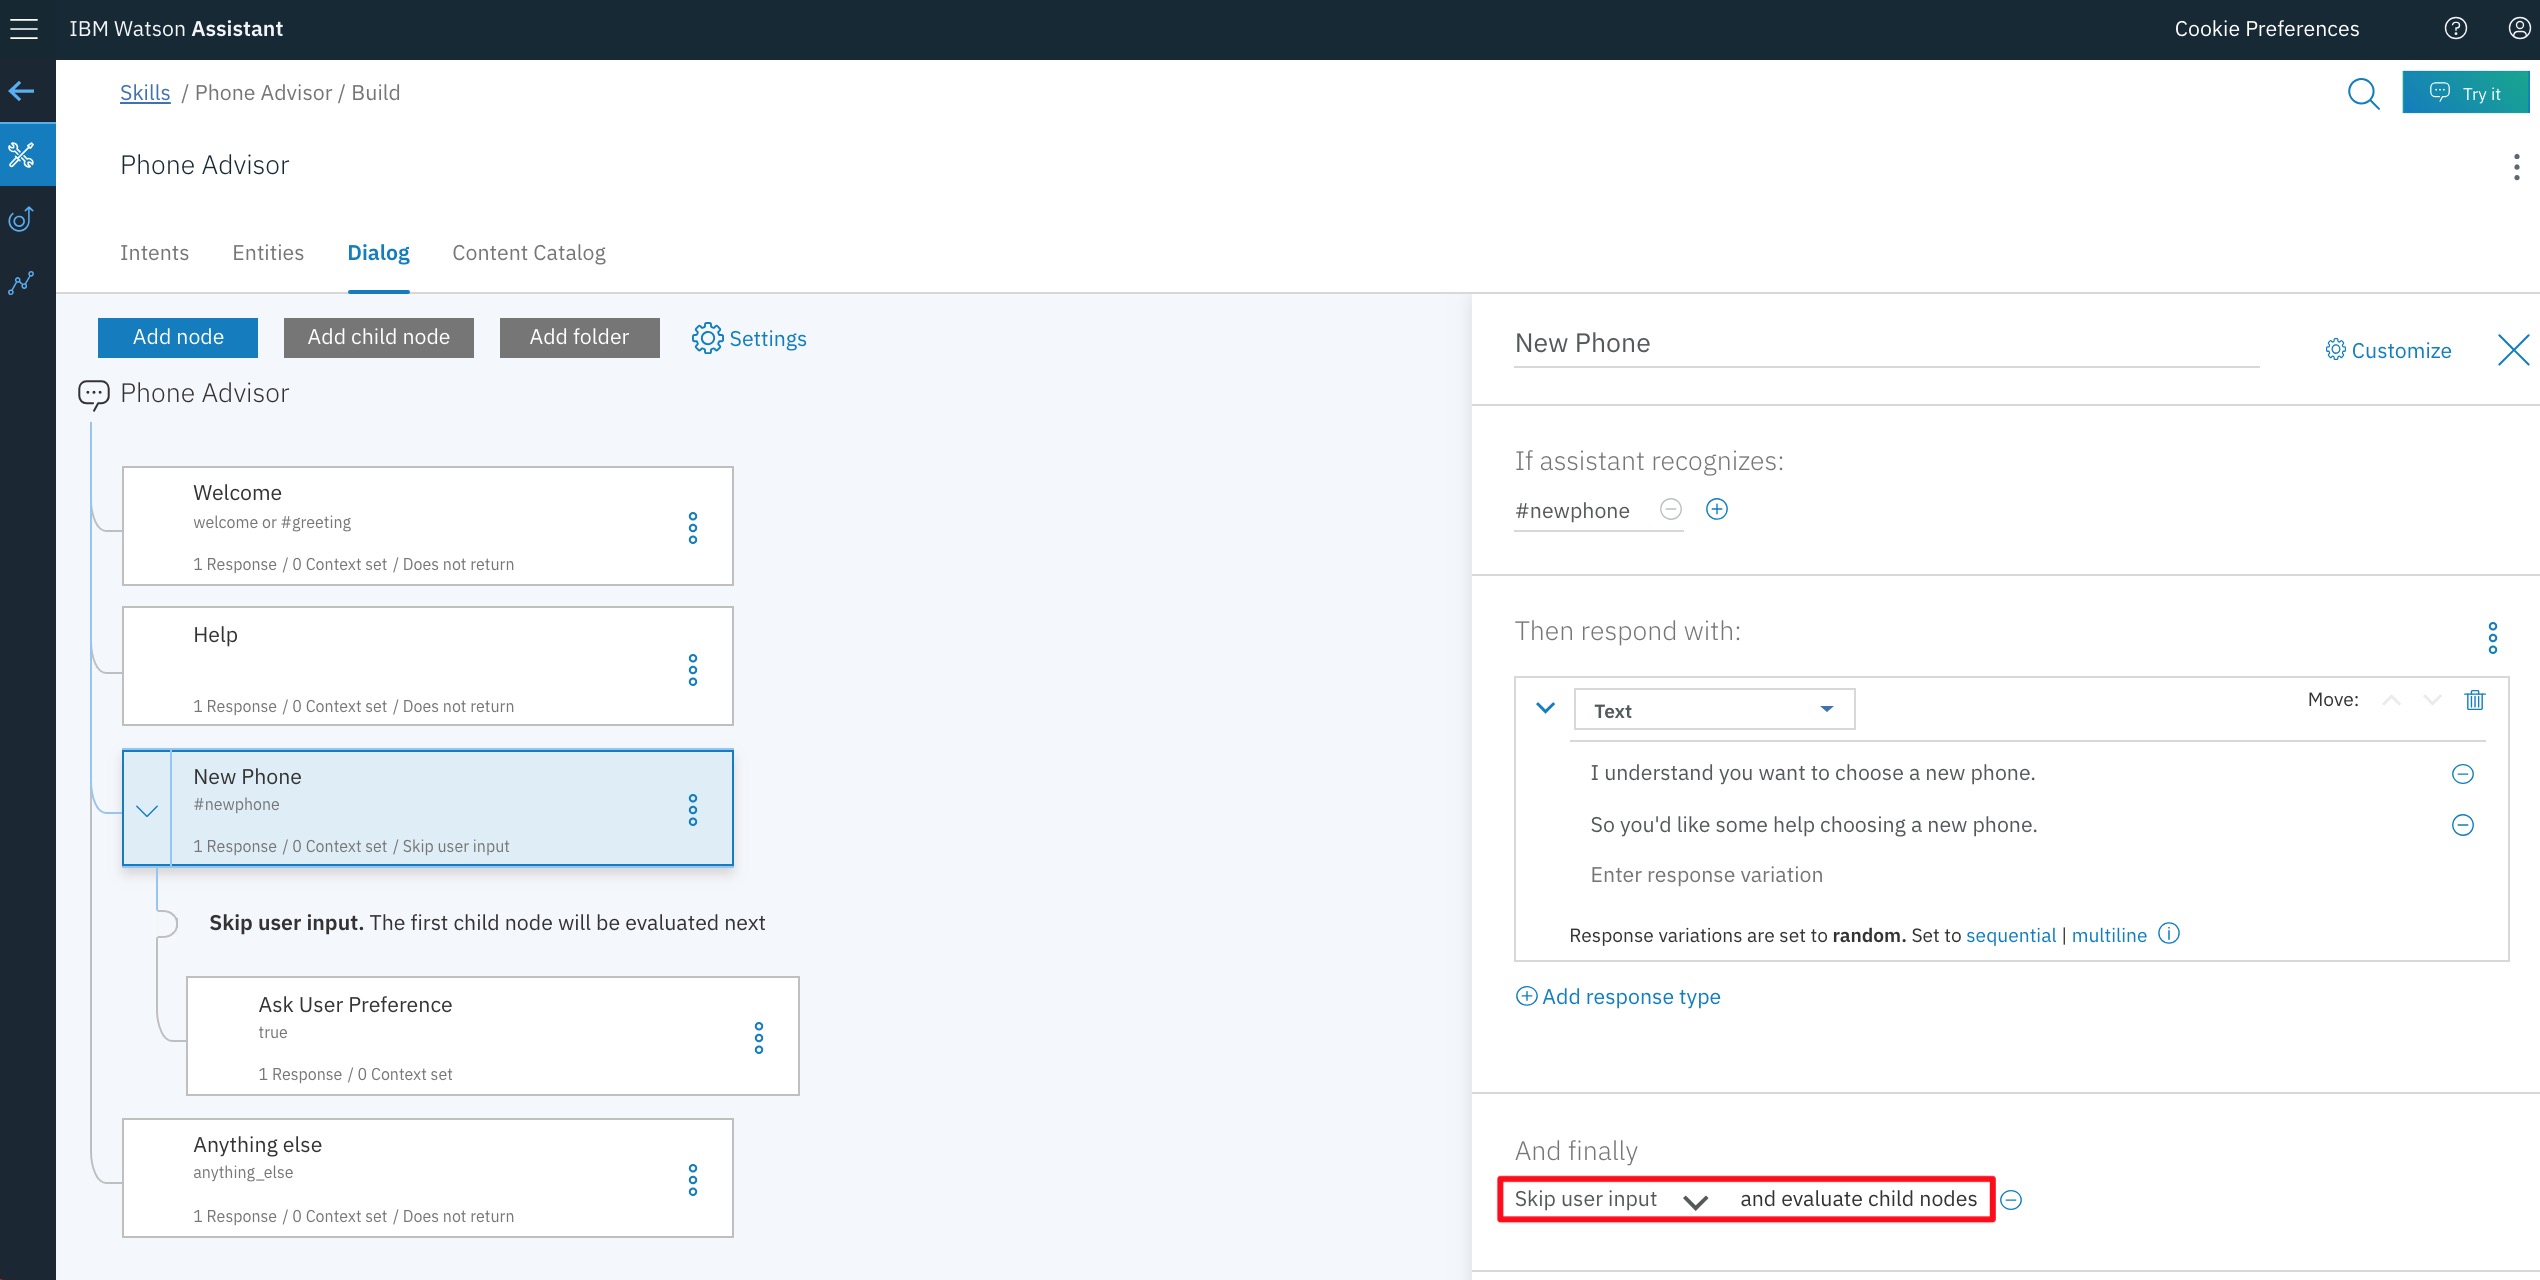 IBM Watson Assistant
Cookie Preferences
Skills / Phone Advisor / Build
Try it
Phone Advisor
Intents Entities Dialog Content Catalog
Add node Add child node Add folder Settings
Phone Advisor
Welcome
welcome or #greeting
1 Response / 0 Context set / Does not return
Help
1 Response / 0 Context set / Does not return
New Phone
#newphone
1 Response / 0 Context set / Skip user input
Skip user input. The first child node will be evaluated next
Ask User Preference
true
1 Response / 0 Context set
Anything else
anything_else
1 Response / 0 Context set / Does not return
New Phone
Customize
If assistant recognizes:
#newphone
Then respond with:
Text
Move:
I understand you want to choose a new phone.
So you'd like some help choosing a new phone.
Enter response variation
Response variations are set to random. Set to sequential | multiline
Add response type
And finally
Skip user input and evaluate child nodes